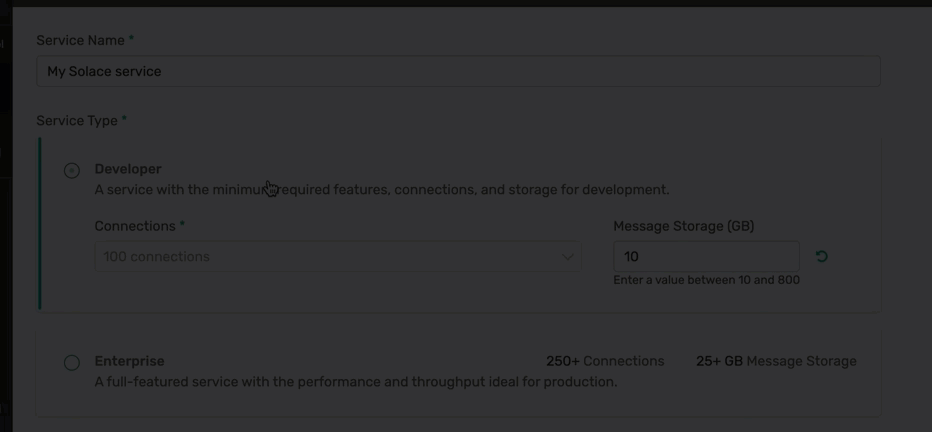 Service Name *
My Solace service
Service Type *
Developer
A service with the minimum required features, connections, and storage for development.
Connections *
Message Storage (GB)
100 connections
10
Enter a value between 10 and 800
Enterprise
250+ Connections
25+ GB Message Storage
A full-featured service with the performance and throughput ideal for production.